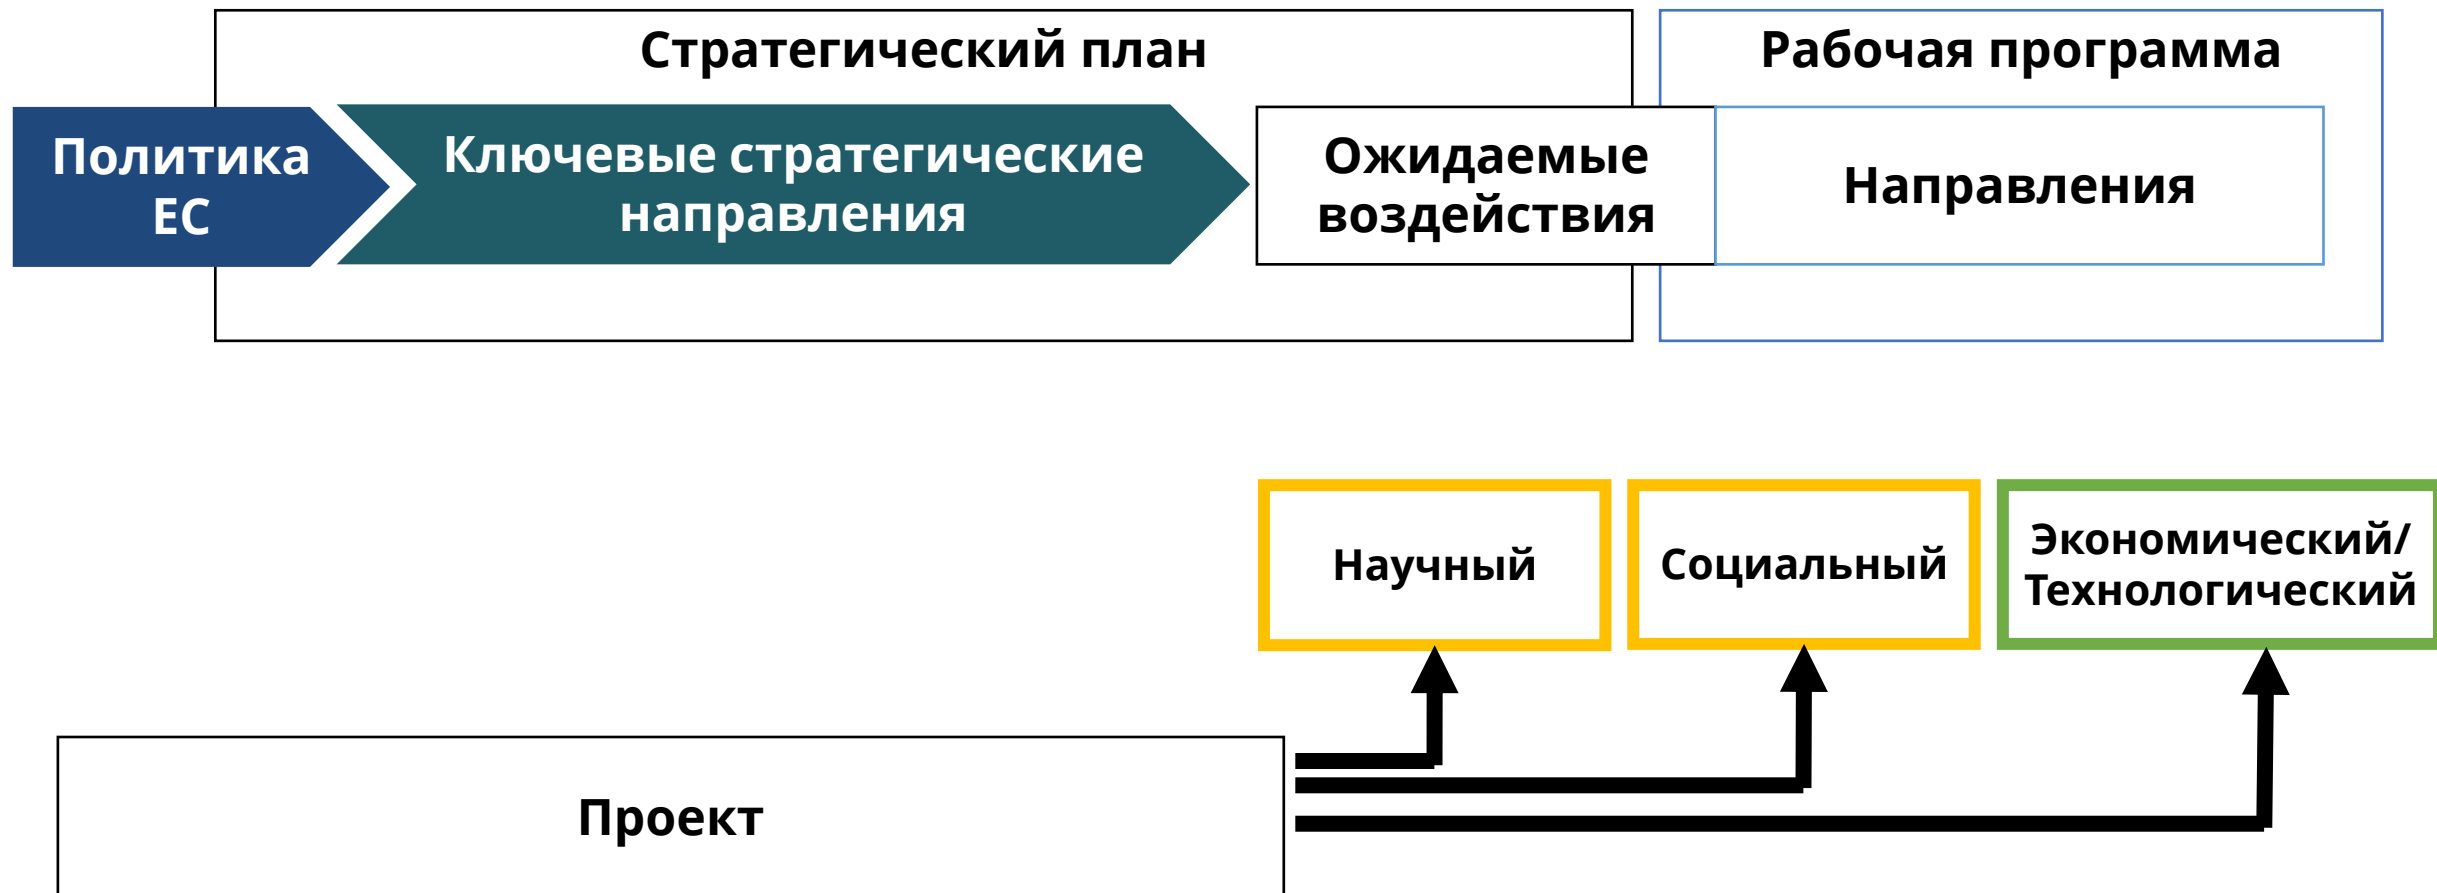 Стратегический план
Рабочая программа
Политика
ЕС
Ключевые стратегические
направления
Ожидаемые
воздействия
Направления
Научный
Социальный
Экономический/
Технологический
Проект